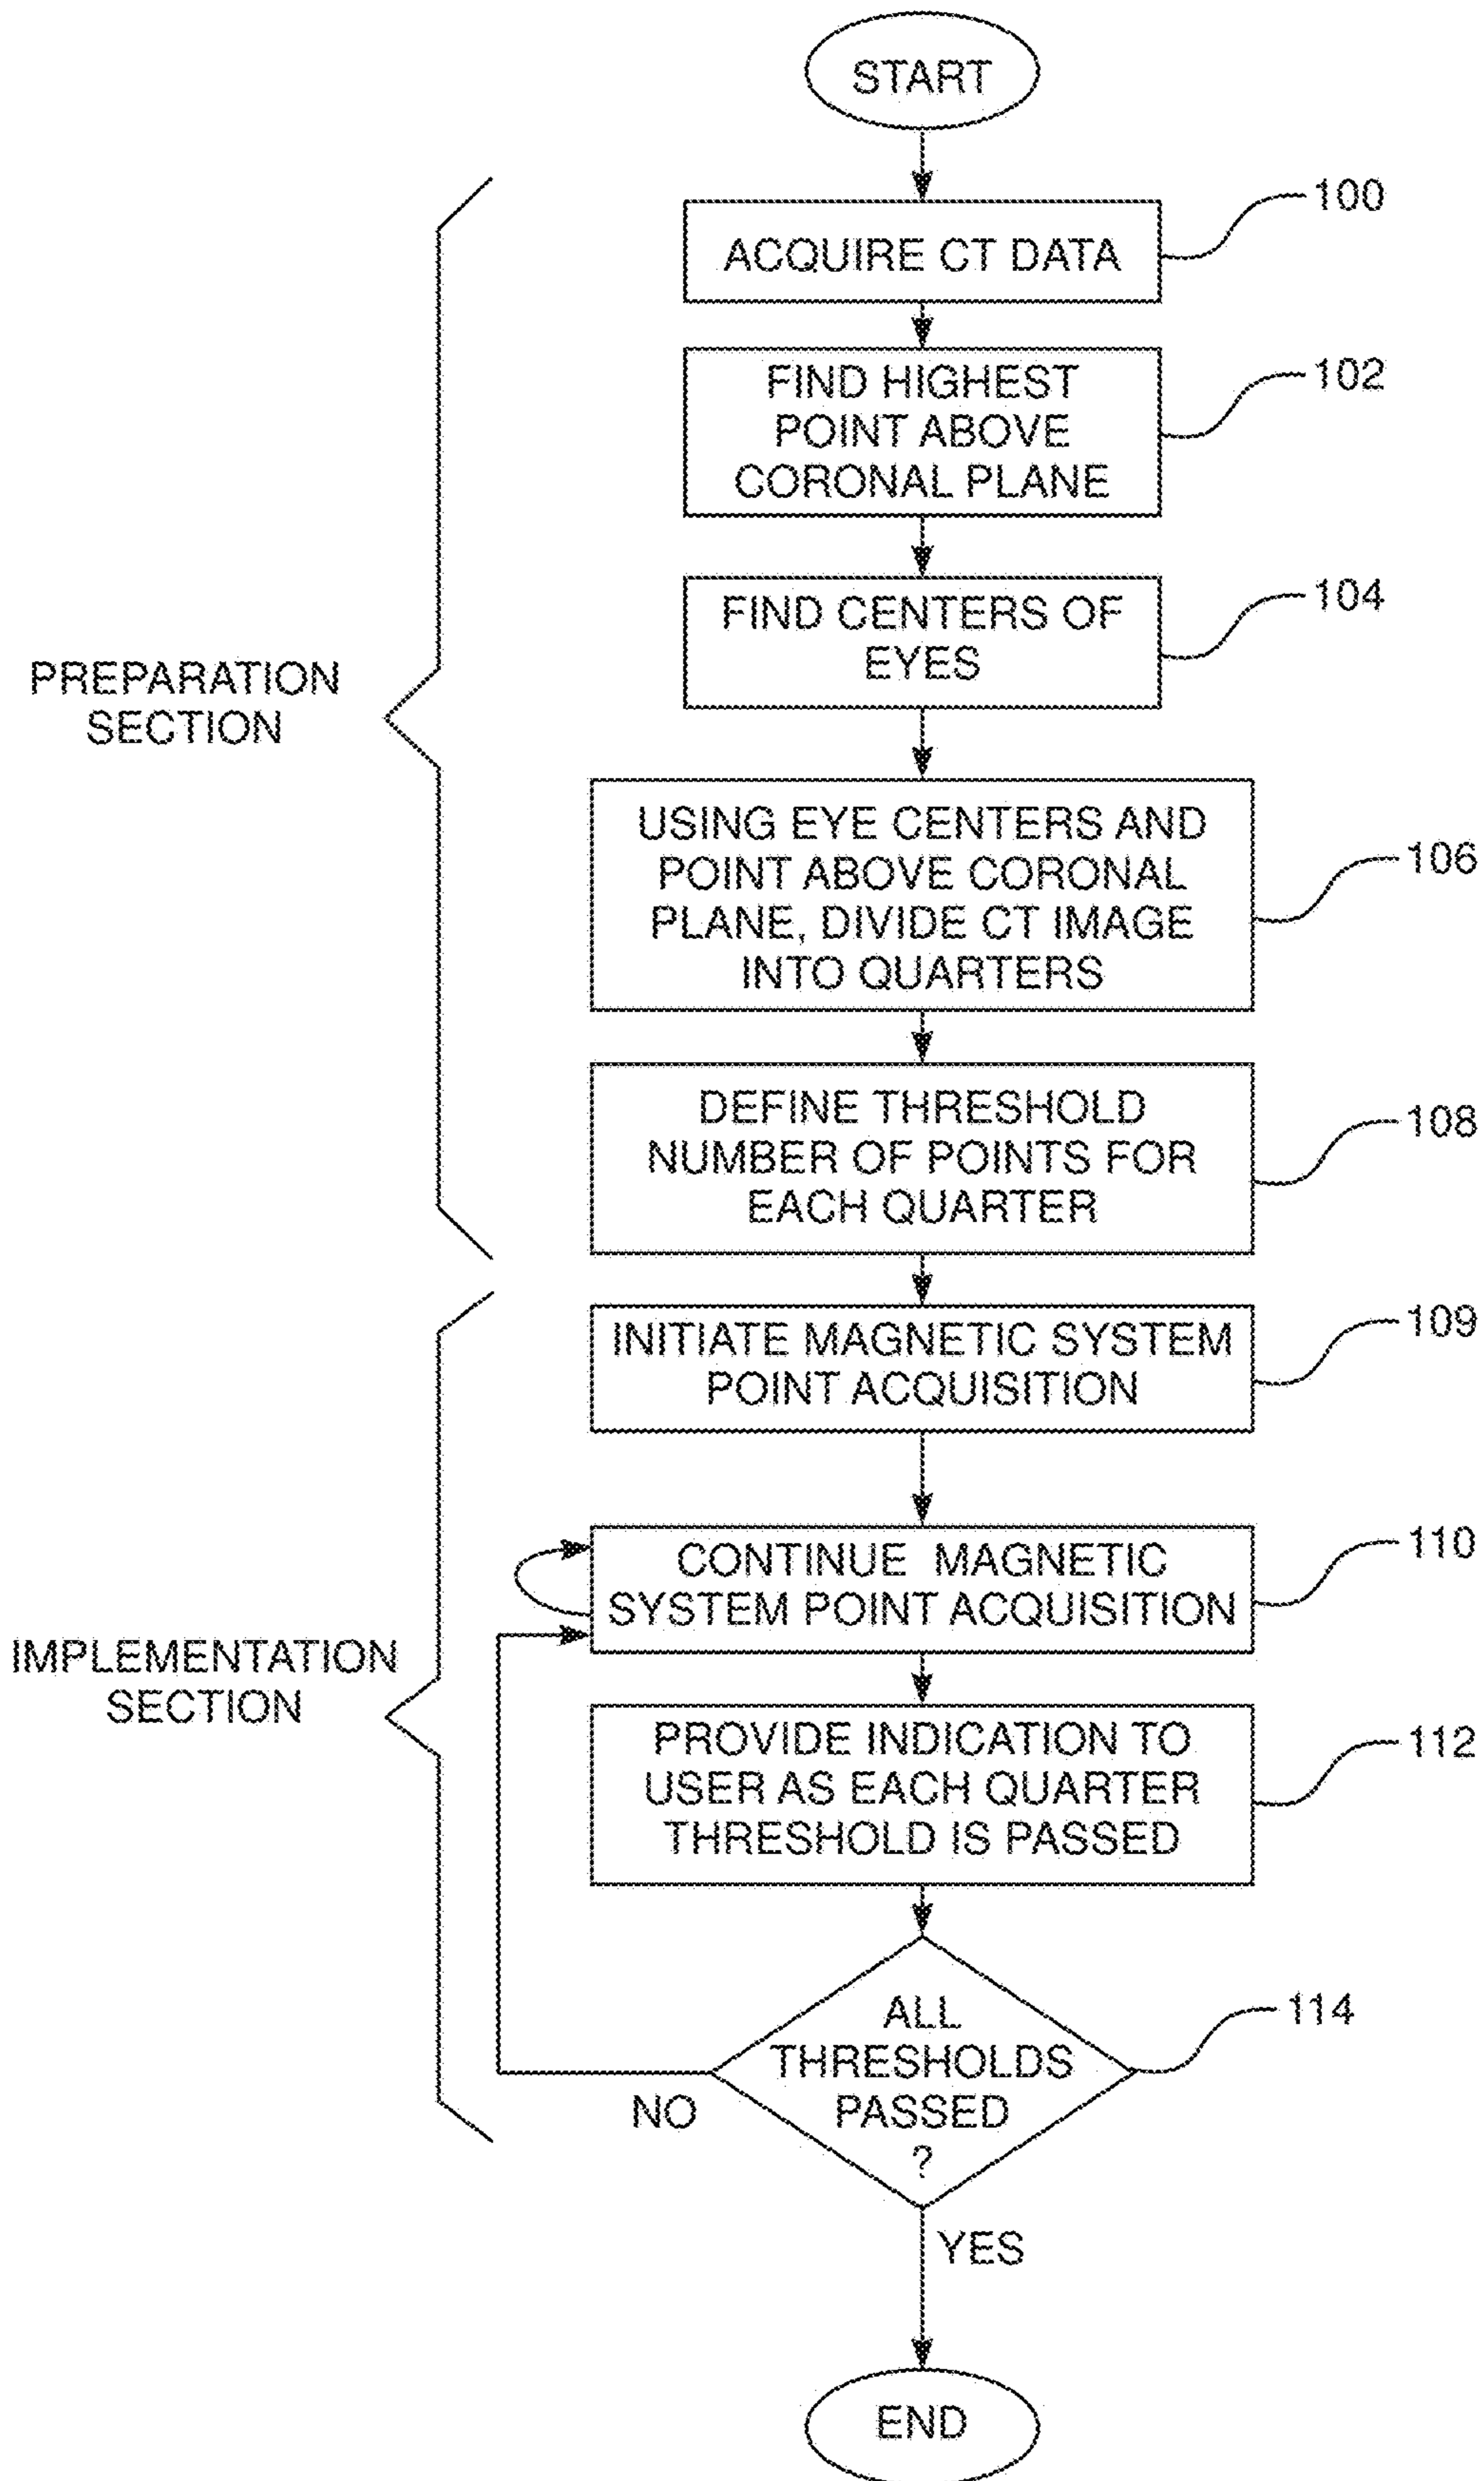 START
100
ACQUIRE CT DATA
102
FIND HIGHEST
POINT ABOVE
CORONAL PLANE
104
FIND CENTERS OF
EYES
PREPARATION
SECTION
USING EYE CENTERS AND
POINT ABOVE CORONAL
PLANE, DIVIDE CT IMAGE
INTO QUARTERS
106
DEFINE THRESHOLD
NUMBER OF POINTS FOR
EACH QUARTER
108
INITIATE MAGNETIC SYSTEM
POINT ACQUISITION
109
CONTINUE MAGNETIC
SYSTEM POINT ACQUISITION
110
IMPLEMENTATION
SECTION
PROVIDE INDICATION TO
USER AS EACH QUARTER
THRESHOLD IS PASSED
112
ALL
THRESHOLDS
PASSED
?
114
NO
YES
END